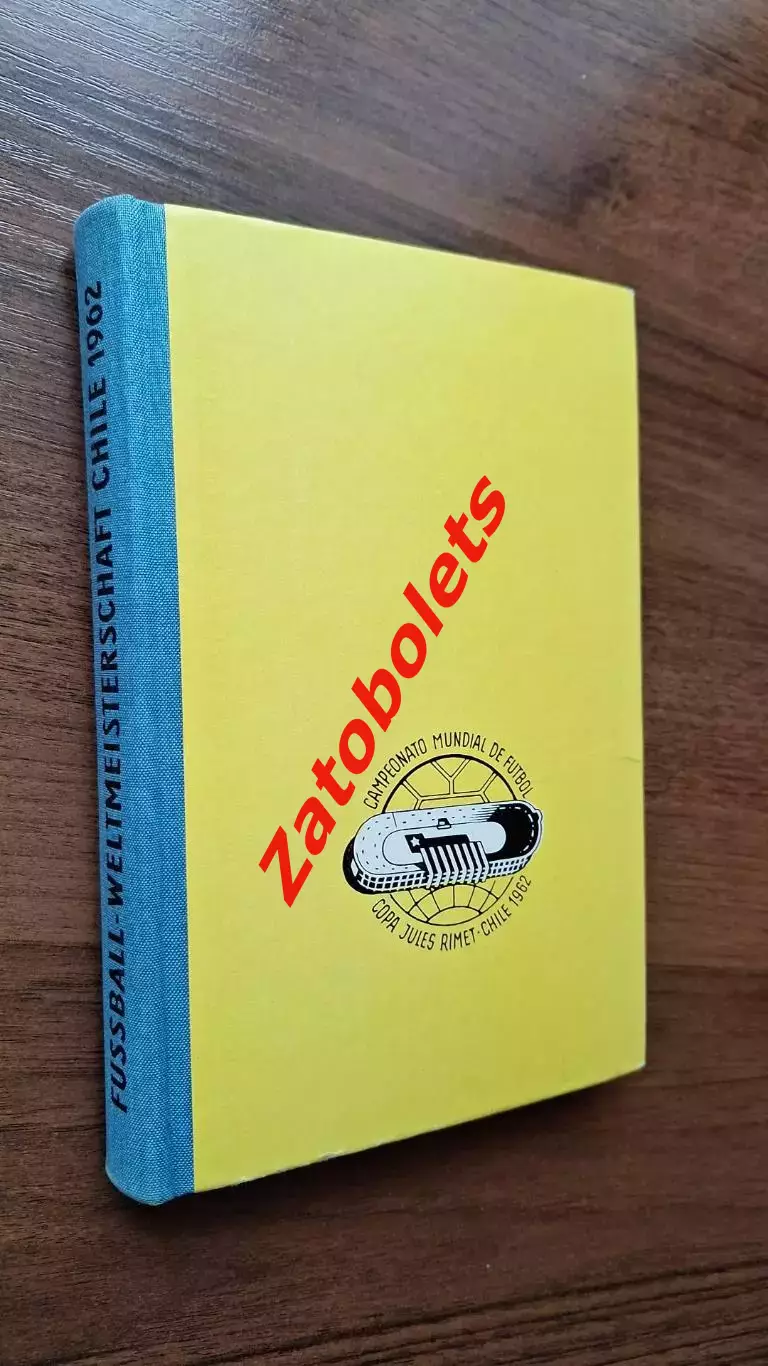 FUSSBALL-WELTMEISTERSCHAFT CHILE 1962
Zatobolets
CAMPEONATO MUNDIAL DE FUTBOL
COPA JULES RIMET-CHILE 1962